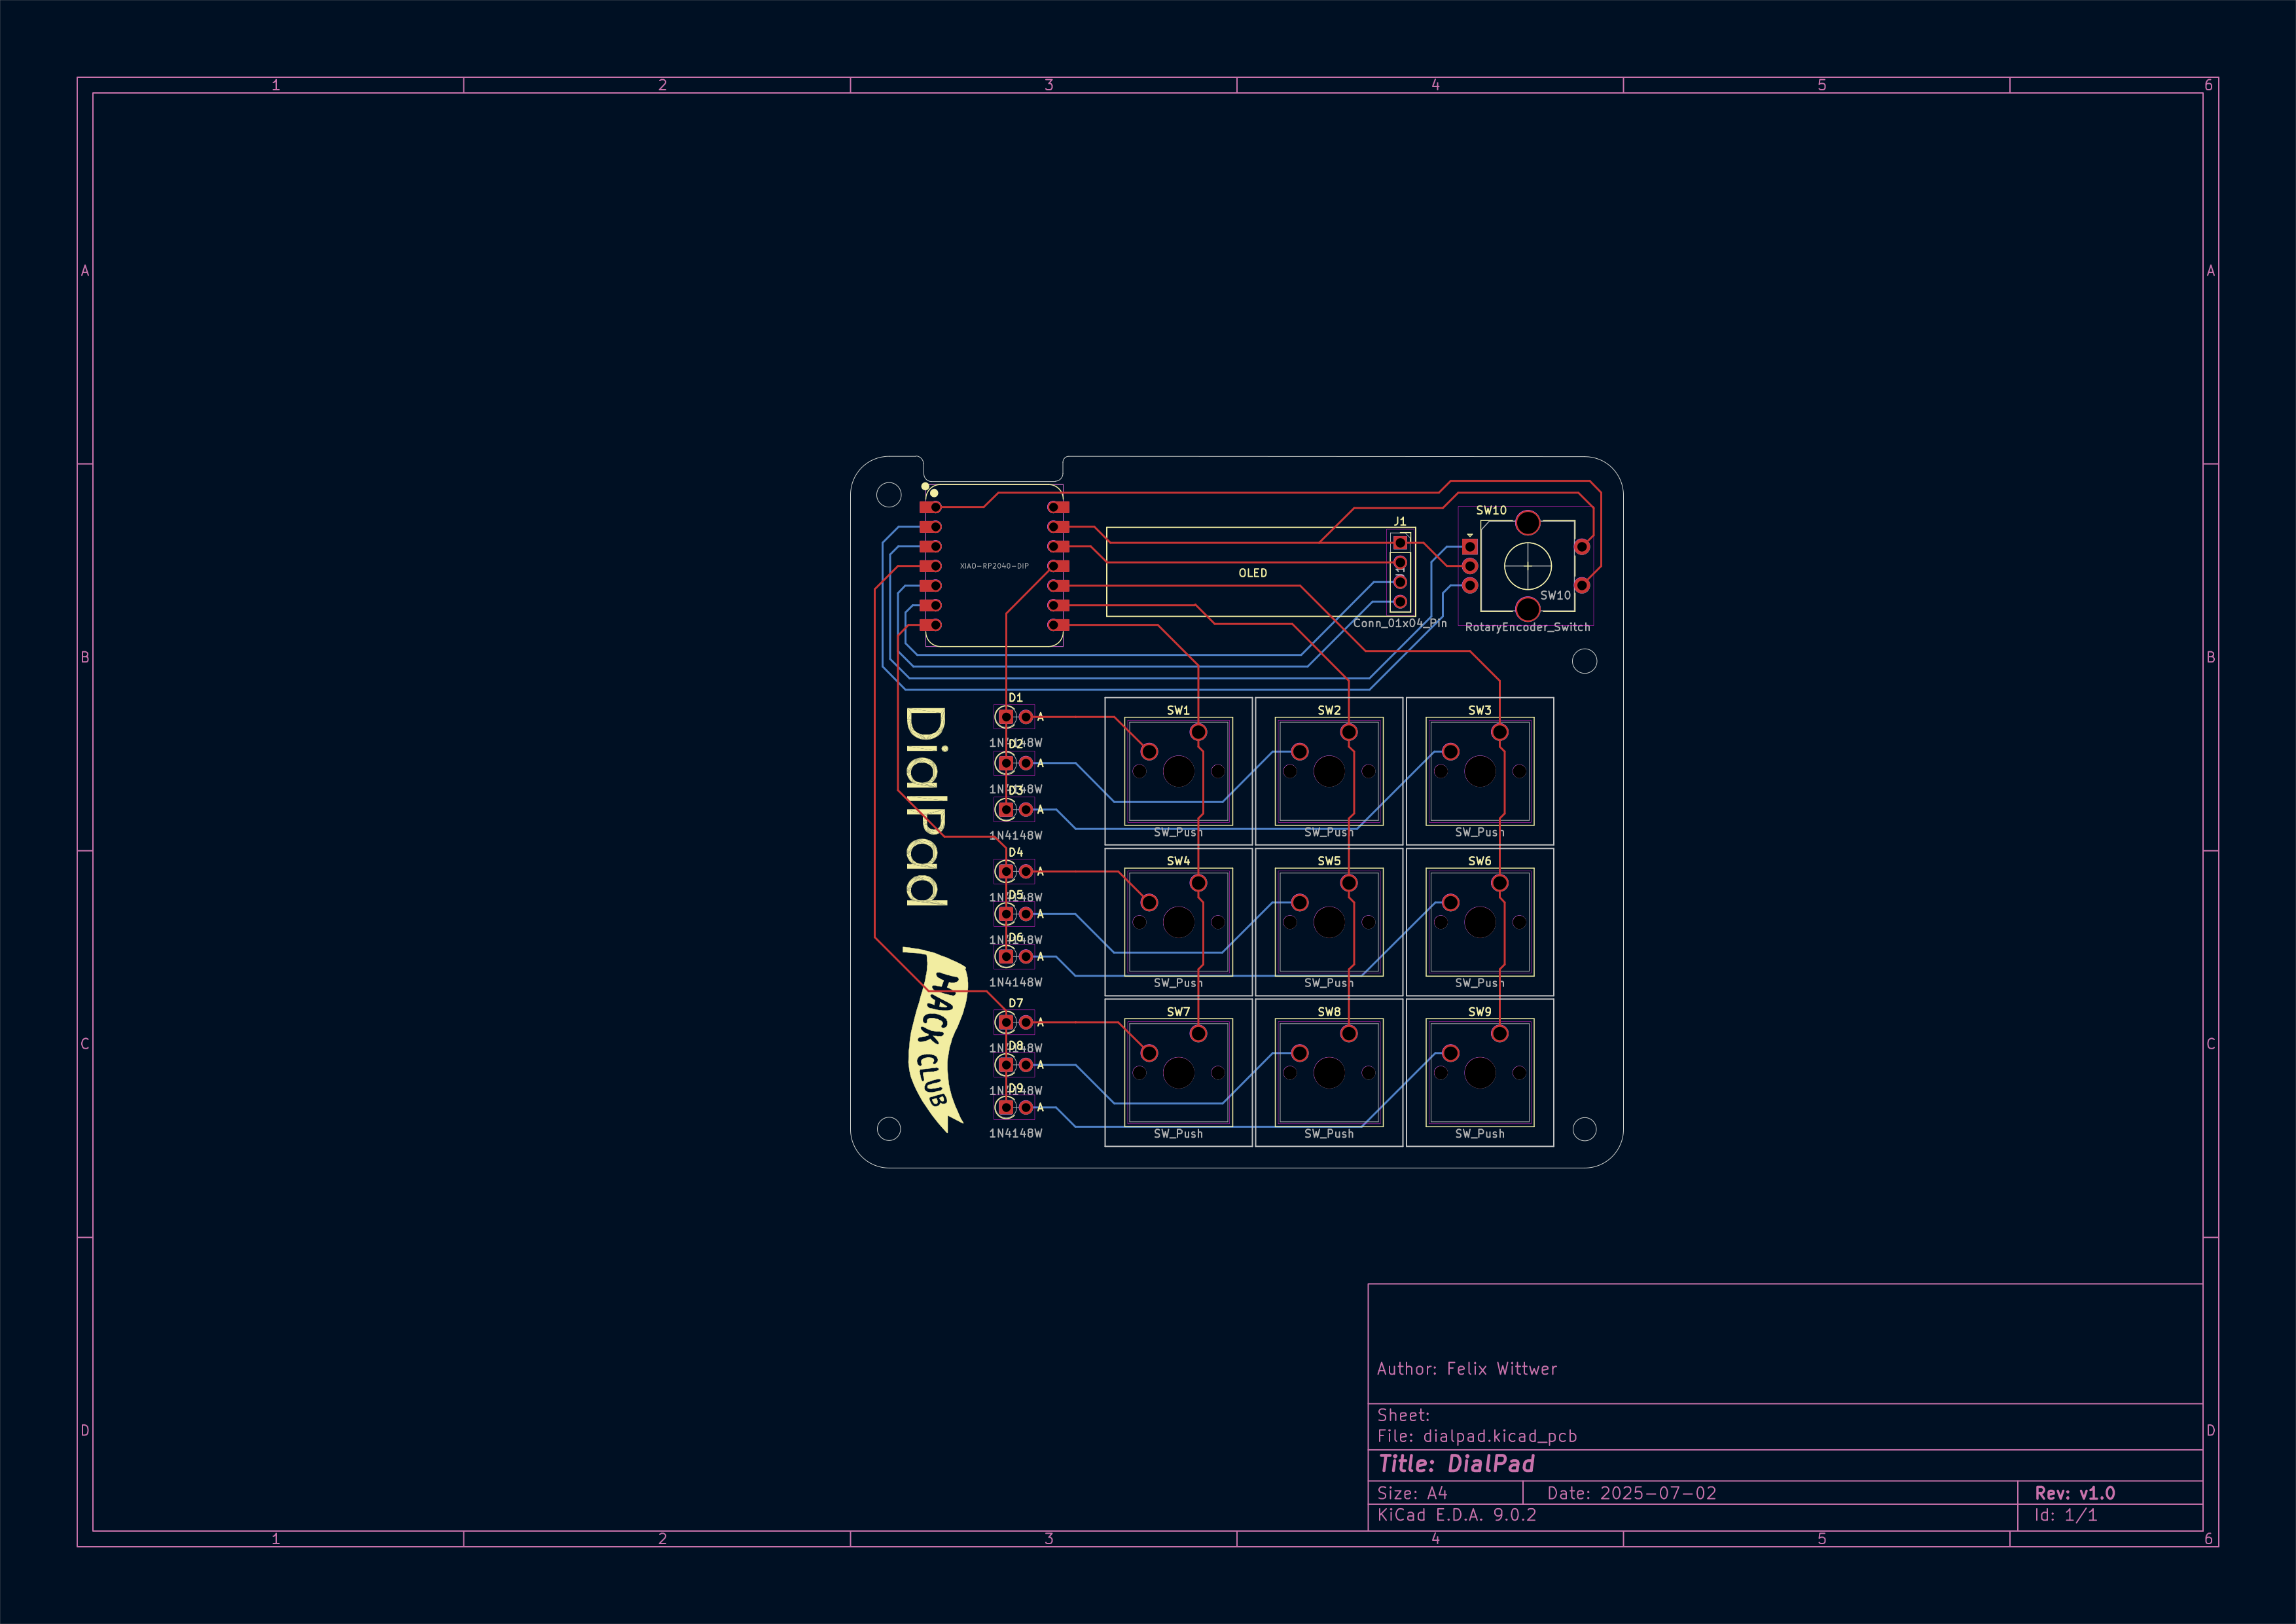 1 2 3 4 5 6
A A
J1
SW10
XIAO-RP2040-DIP
OLED
J1
SW10
Conn_01x04_Pin
RotaryEncoder_Switch
B B
DialPad
D1
A
1N4148W
D2
A
1N4148W
D3
A
1N4148W
SW1 SW2 SW3
SW_Push SW_Push SW_Push
D4
A
1N4148W
D5
A
1N4148W
D6
A
1N4148W
SW4 SW5 SW6
SW_Push SW_Push SW_Push
HACK CLUB
D7
A
1N4148W
D8
A
1N4148W
D9
A
1N4148W
SW7 SW8 SW9
SW_Push SW_Push SW_Push
C C
Author: Felix Wittwer
Sheet:
File: dialpad.kicad_pcb
D D
Title: DialPad
Size: A4 Date: 2025-07-02 Rev: v1.0
KiCad E.D.A. 9.0.2 Id: 1/1
1 2 3 4 5 6